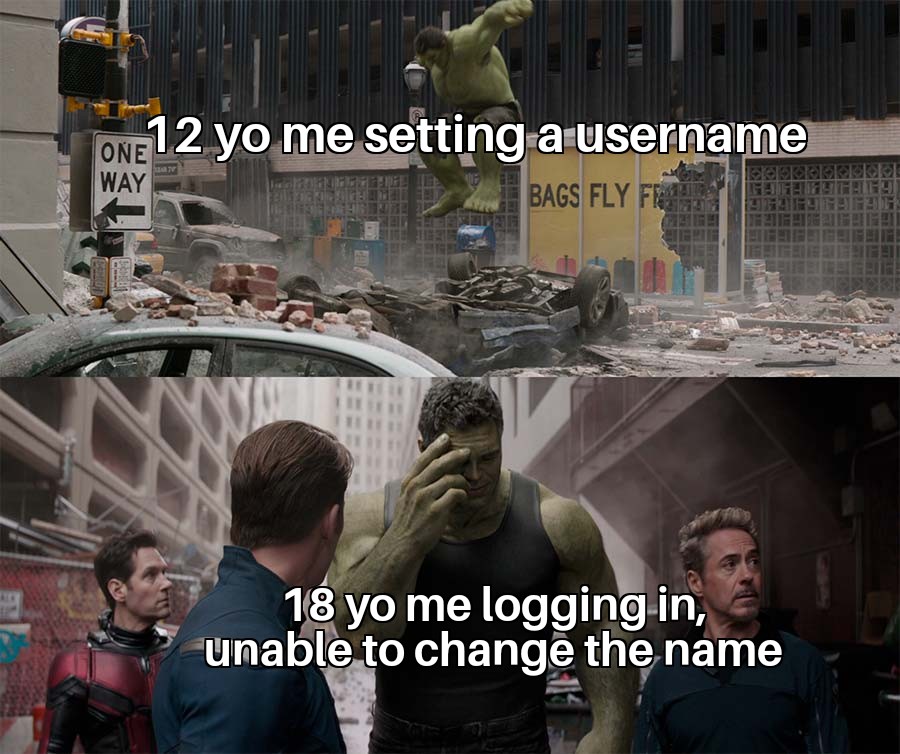 12 yo me setting a username
ONE
WAY
BAGS FLY
18 yo me logging in,
unable to change the name